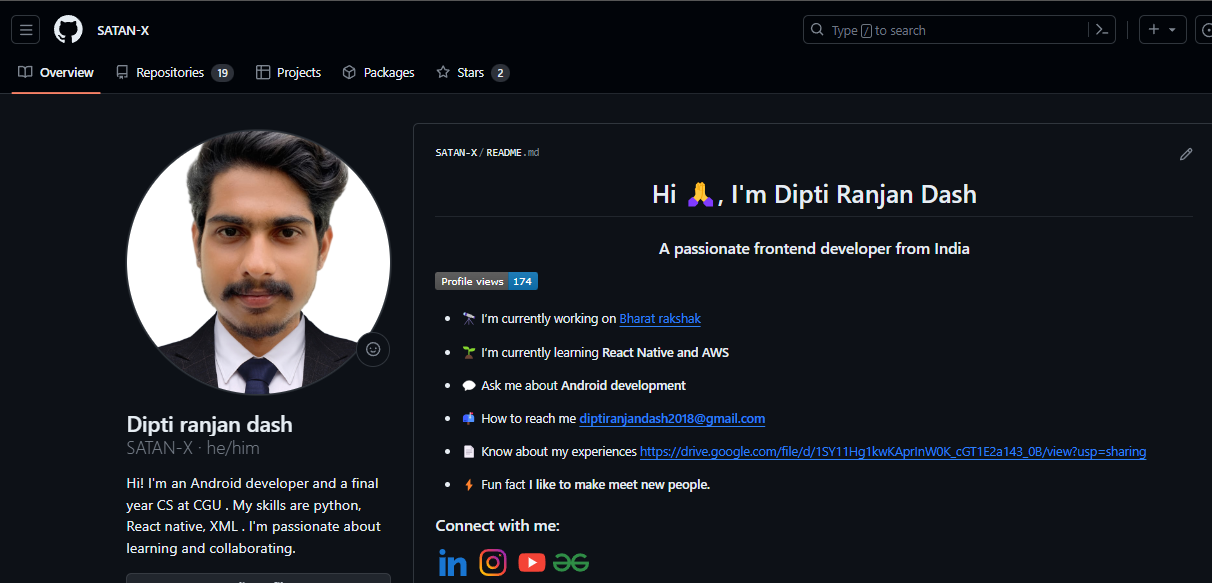 SATAN-X
Type / to search
Overview
Repositories 19
Projects
Packages
Stars 2
SATAN-X / README.md
Hi 🙏, I'm Dipti Ranjan Dash
A passionate frontend developer from India
Profile views 174
🔭 I’m currently working on Bharat rakshak
🌱 I’m currently learning React Native and AWS
💬 Ask me about Android development
📫 How to reach me diptiranjandash2018@gmail.com
📄 Know about my experiences https://drive.google.com/file/d/1SY11Hg1kwKAprInW0K_cGT1E2a143_0B/view?usp=sharing
⚡ Fun fact I like to make meet new people.
Connect with me:
in
Dipti ranjan dash
SATAN-X · he/him
Hi! I'm an Android developer and a final
year CS at CGU . My skills are python,
React native, XML . I'm passionate about
learning and collaborating.